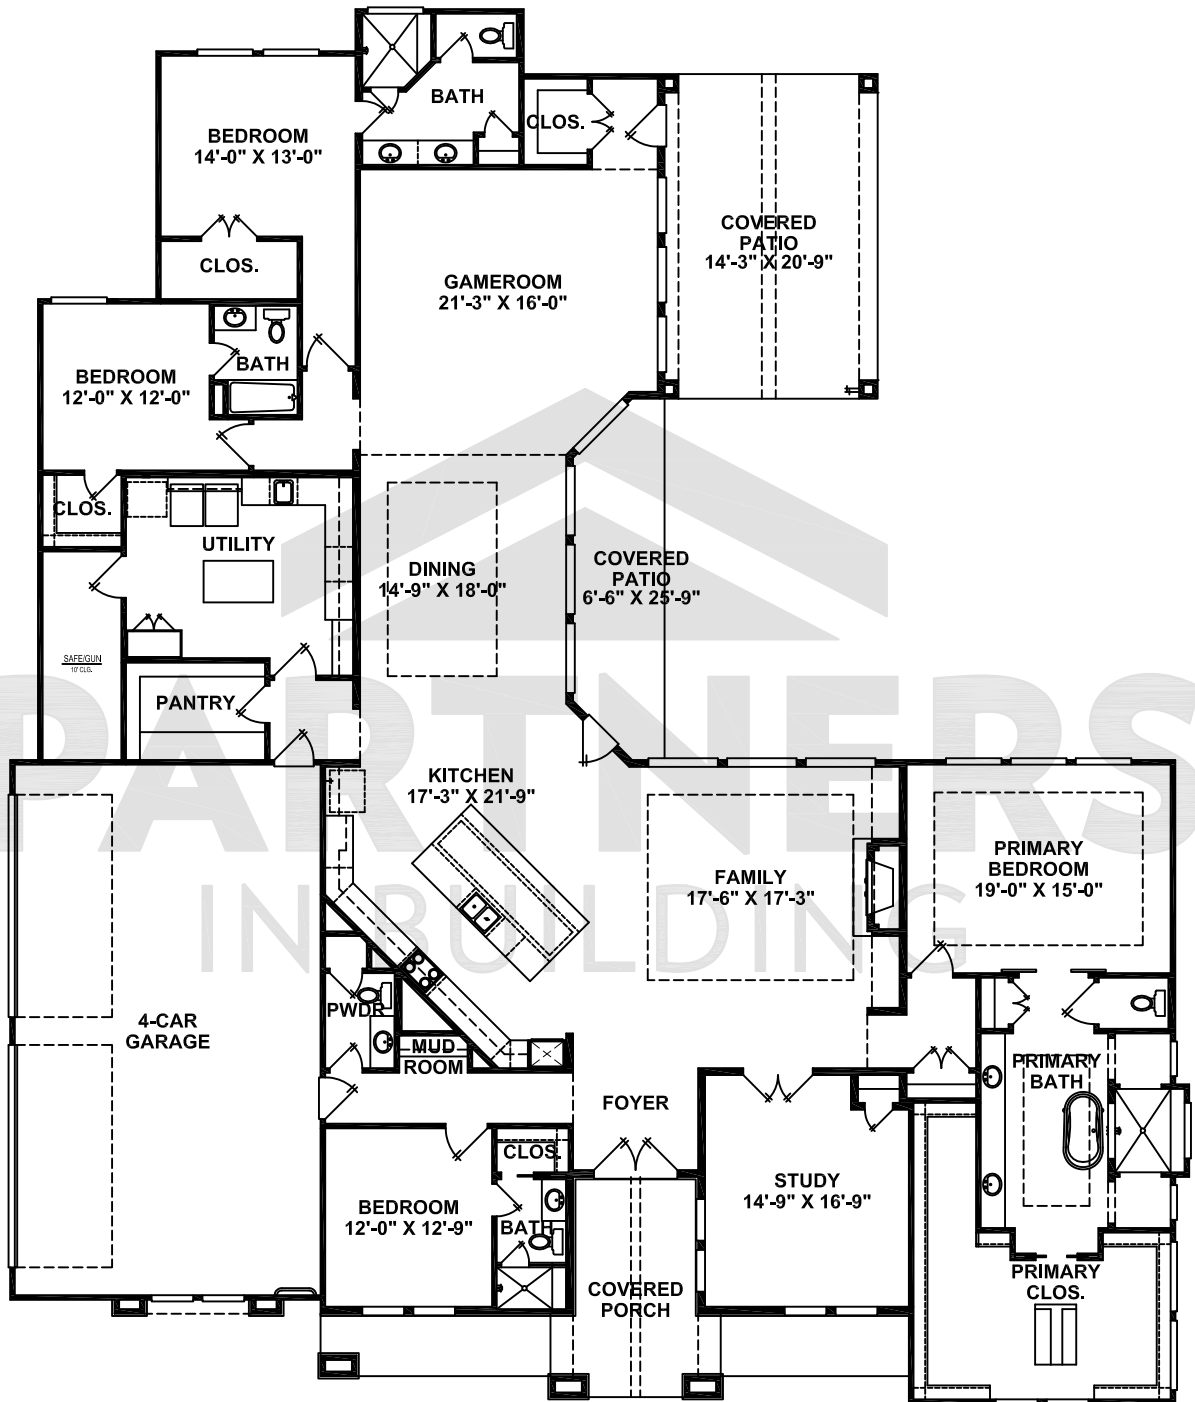 BATH
BEDROOM
14'-0" X 13'-0"
CLOS.
COVERED
PATIO
14'-3" X 20'-9"
CLOS.
GAMEROOM
21'-3" X 16'-0"
BATH
BEDROOM
12'-0" X 12'-0"
CLOS.
UTILITY
DINING
14'-9" X 18'-0"
COVERED
PATIO
6'-6" X 25'-9"
SAFE/GUN
10' CLG.
PANTRY
PARTNERS
IN BUILDING
KITCHEN
17'-3" X 21'-9"
FAMILY
17'-6" X 17'-3"
PRIMARY
BEDROOM
19'-0" X 15'-0"
4-CAR
GARAGE
PWDR
MUD
ROOM
PRIMARY
BATH
FOYER
CLOS.
STUDY
14'-9" X 16'-9"
BEDROOM
12'-0" X 12'-9"
BATH
COVERED
PORCH
PRIMARY
CLOS.